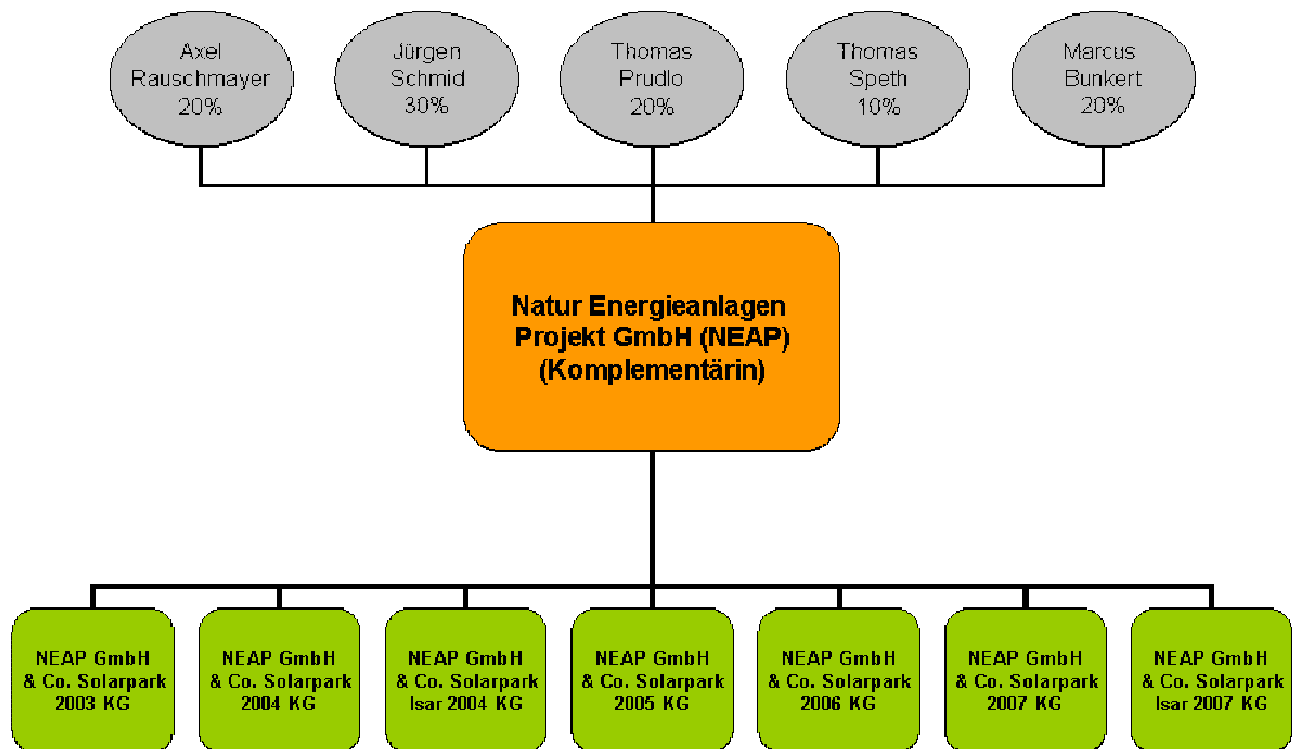 Axel
Rauschmayer
20%
Jürgen
Schmid
30%
Thomas
Prudlo
20%
Thomas
Speth
10%
Marcus
Bunkert
20%
Natur Energieanlagen
Projekt GmbH (NEAP)
(Komplementärin)
NEAP GmbH
& Co. Solarpark
2003 KG
NEAP GmbH
& Co. Solarpark
2004 KG
NEAP GmbH
& Co. Solarpark
Isar 2004 KG
NEAP GmbH
& Co. Solarpark
2005 KG
NEAP GmbH
& Co. Solarpark
2006 KG
NEAP GmbH
& Co. Solarpark
2007 KG
NEAP GmbH
& Co. Solarpark
Isar 2007 KG